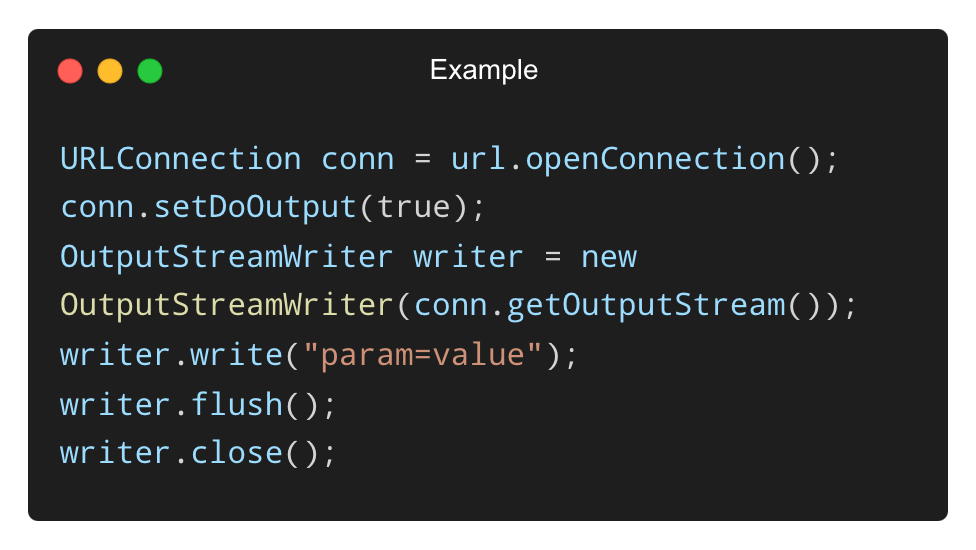 Example
URLConnection conn = url.openConnection();
conn.setDoOutput(true);
OutputStreamWriter writer = new
OutputStreamWriter(conn.getOutputStream());
writer.write("param=value");
writer.flush();
writer.close();